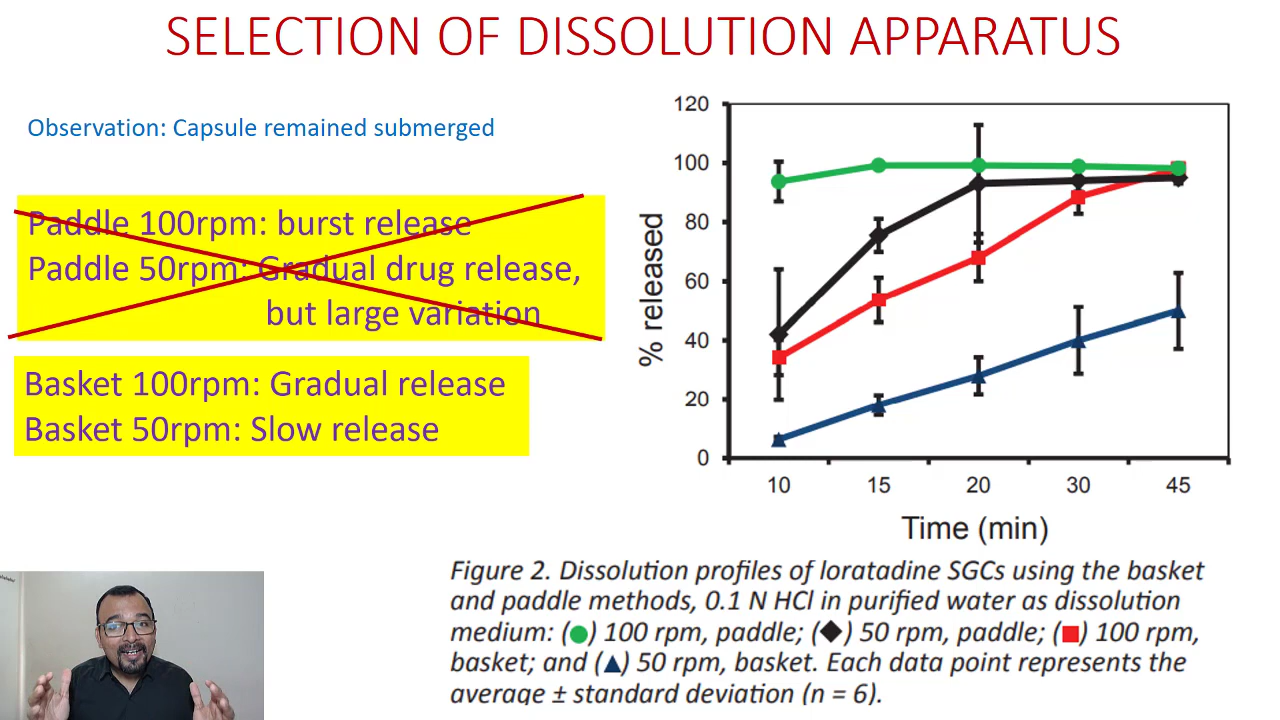 SELECTION OF DISSOLUTION APPARATUS
Observation: Capsule remained submerged
Paddle 100rpm: burst release
Paddle 50rpm: Gradual drug release,
but large variation
Basket 100rpm: Gradual release
Basket 50rpm: Slow release
% released
120
100
80
60
40
20
0
10 15 20 30 45
Time (min)
Figure 2. Dissolution profiles of loratadine SGCs using the basket
and paddle methods, 0.1 N HCl in purified water as dissolution
medium: (●) 100 rpm, paddle; (◆) 50 rpm, paddle; (■) 100 rpm,
basket; and (▲) 50 rpm, basket. Each data point represents the
average ± standard deviation (n = 6).